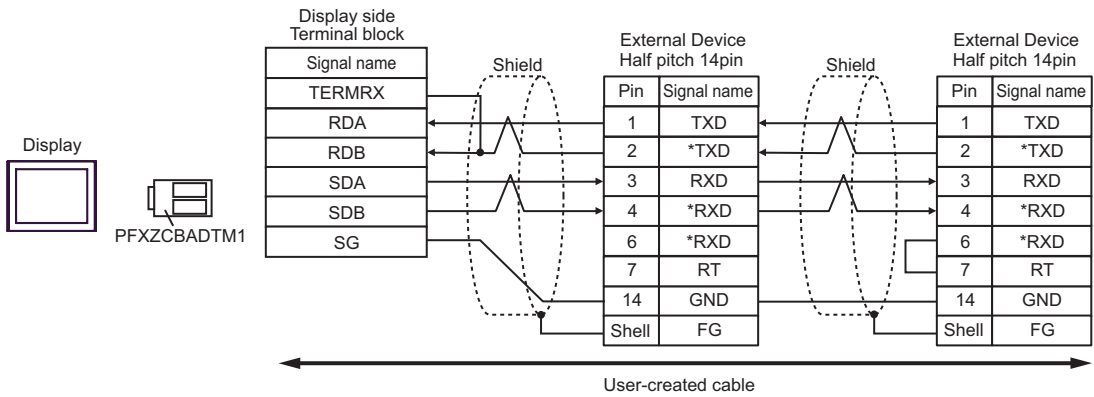 Display side
Terminal block
Signal name
TERMRX
RDA
RDB
SDA
SDB
SG
Display
PFXZCBADTM1
Shield
External Device
Half pitch 14pin
Pin Signal name
1 TXD
2 *TXD
3 RXD
4 *RXD
6 *RXD
7 RT
14 GND
Shell FG
Shield
External Device
Half pitch 14pin
Pin Signal name
1 TXD
2 *TXD
3 RXD
4 *RXD
6 *RXD
7 RT
14 GND
Shell FG
User-created cable